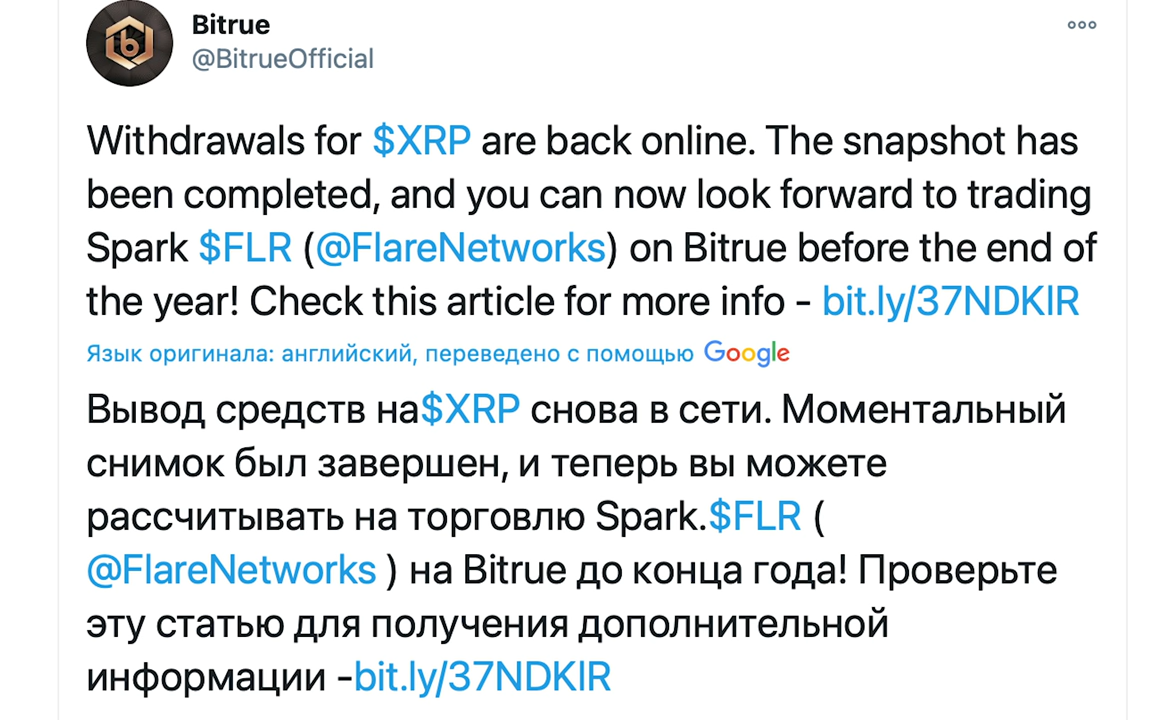 Bitrue
@BitrueOfficial
Withdrawals for $XRP are back online. The snapshot has
been completed, and you can now look forward to trading
Spark $FLR (@FlareNetworks) on Bitrue before the end of
the year! Check this article for more info - bit.ly/37NDKlR
Язык оригинала: английский, переведено с помощью Google
Вывод средств на$XRP снова в сети. Моментальный
снимок был завершен, и теперь вы можете
рассчитывать на торговлю Spark.$FLR (
@FlareNetworks ) на Bitrue до конца года! Проверьте
эту статью для получения дополнительной
информации -bit.ly/37NDKlR